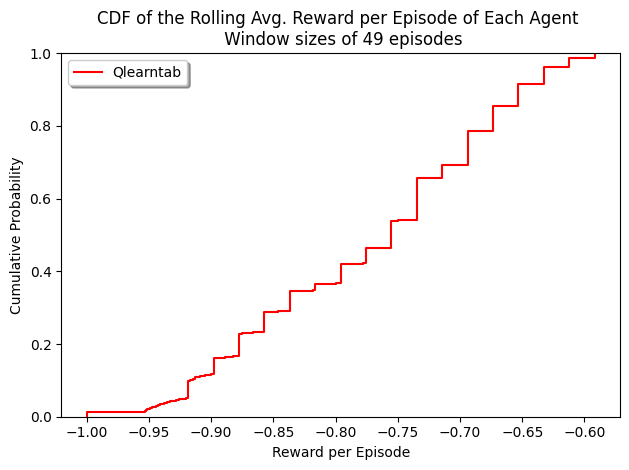 CDF of the Rolling Avg. Reward per Episode of Each Agent
Window sizes of 49 episodes
Qlearntab
Cumulative Probability
1.0
0.8
0.6
0.4
0.2
0.0
−1.00 −0.95 −0.90 −0.85 −0.80 −0.75 −0.70 −0.65 −0.60
Reward per Episode